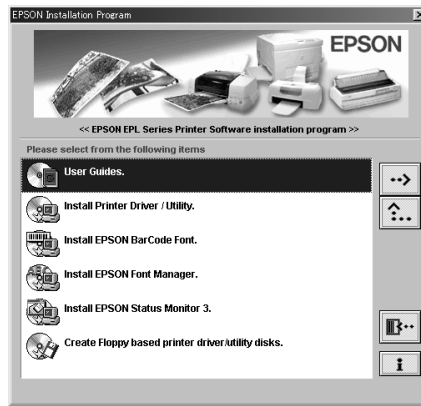 EPSON Installation Program
EPSON
<< EPSON EPL Series Printer Software installation program >>
Please select from the following items
User Guides.
Install Printer Driver / Utility.
Install EPSON BarCode Font.
Install EPSON Font Manager.
Install EPSON Status Monitor 3.
Create Floppy based printer driver/utility disks.